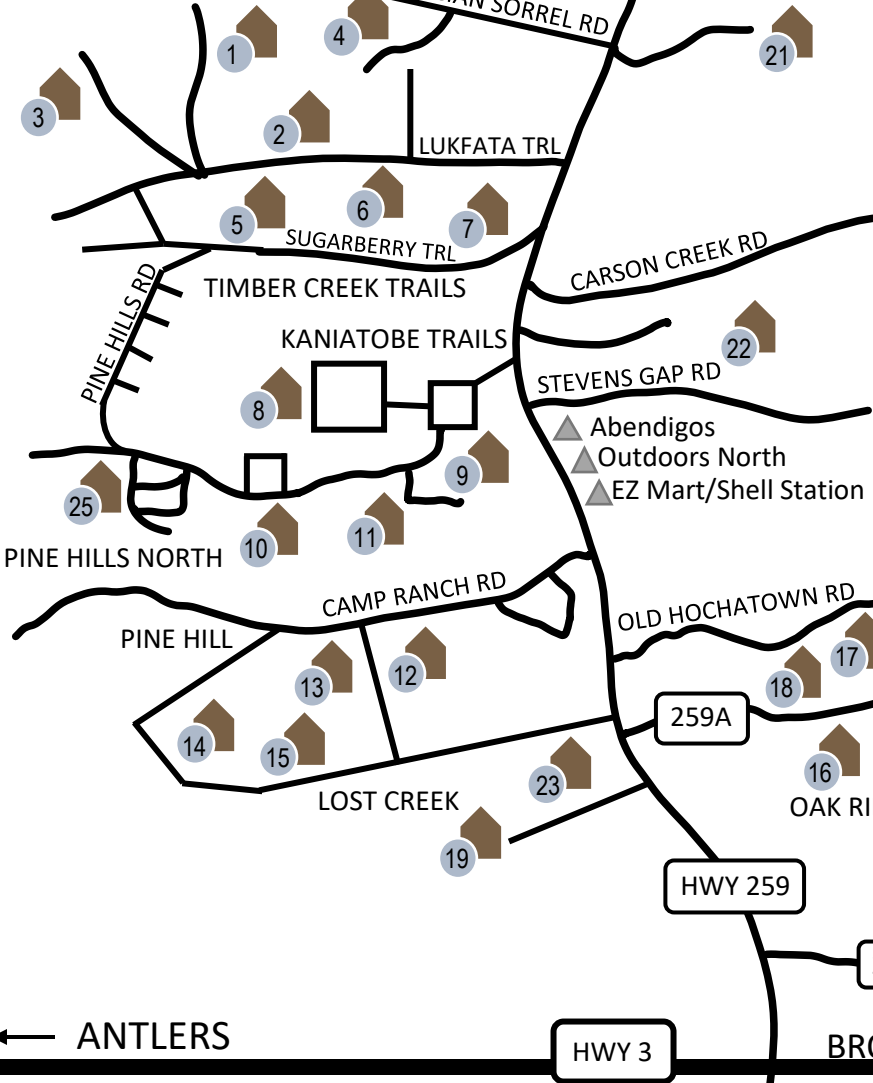 SORREL RD
1
4
21
3
2
LUKFATA TRL
5
6
7
SUGARBERRY TRL
CARSON CREEK RD
PINE HILLS RD
TIMBER CREEK TRAILS
KANIATOBE TRAILS
22
STEVENS GAP RD
8
Abendigos
Outdoors North
EZ Mart/Shell Station
9
25
10
11
PINE HILLS NORTH
CAMP RANCH RD
OLD HOCHATOWN RD
PINE HILL
13
12
18
17
14
15
259A
23
16
LOST CREEK
OAK RI
19
HWY 259
ANTLERS
HWY 3
BRO